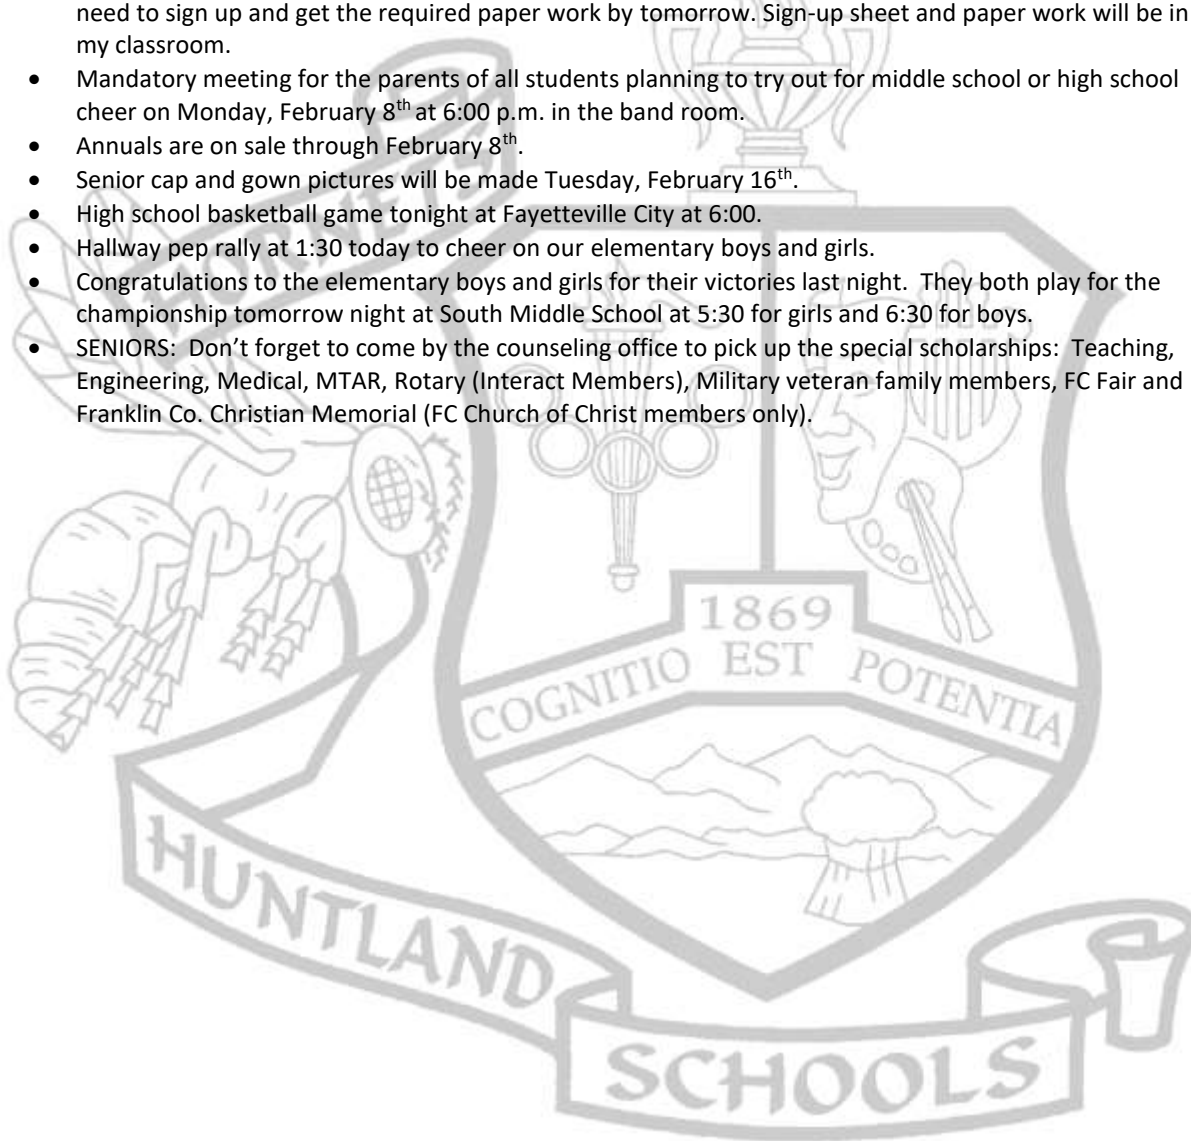 need to sign up and get the required paper work by tomorrow. Sign-up sheet and paper work will be in
my classroom.
• Mandatory meeting for the parents of all students planning to try out for middle school or high school
cheer on Monday, February 8th at 6:00 p.m. in the band room.
• Annuals are on sale through February 8th.
• Senior cap and gown pictures will be made Tuesday, February 16th.
• High school basketball game tonight at Fayetteville City at 6:00.
• Hallway pep rally at 1:30 today to cheer on our elementary boys and girls.
• Congratulations to the elementary boys and girls for their victories last night.  They both play for the
championship tomorrow night at South Middle School at 5:30 for girls and 6:30 for boys.
• SENIORS:  Don’t forget to come by the counseling office to pick up the special scholarships:  Teaching,
Engineering, Medical, MTAR, Rotary (Interact Members), Military veteran family members, FC Fair and
Franklin Co. Christian Memorial (FC Church of Christ members only).
HORNETS
1869
COGNITIO EST POTENTIA
HUNTLAND
SCHOOLS